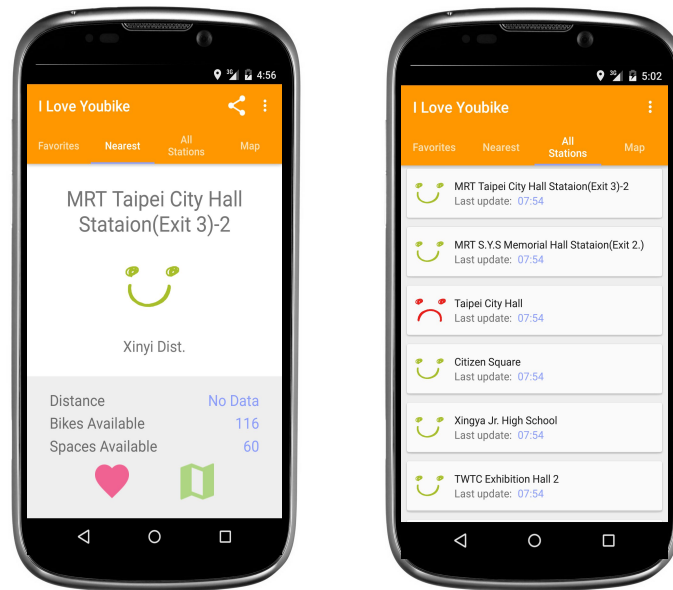 3G 4:56
I Love Youbike
Favorites Nearest All Stations Map
MRT Taipei City Hall
Stataion(Exit 3)-2
Xinyi Dist.
Distance No Data
Bikes Available 116
Spaces Available 60
3G 5:02
I Love Youbike
Favorites Nearest All Stations Map
MRT Taipei City Hall Stataion(Exit 3)-2
Last update: 07:54
MRT S.Y.S Memorial Hall Stataion(Exit 2.)
Last update: 07:54
Taipei City Hall
Last update: 07:54
Citizen Square
Last update: 07:54
Xingya Jr. High School
Last update: 07:54
TWTC Exhibition Hall 2
Last update: 07:54